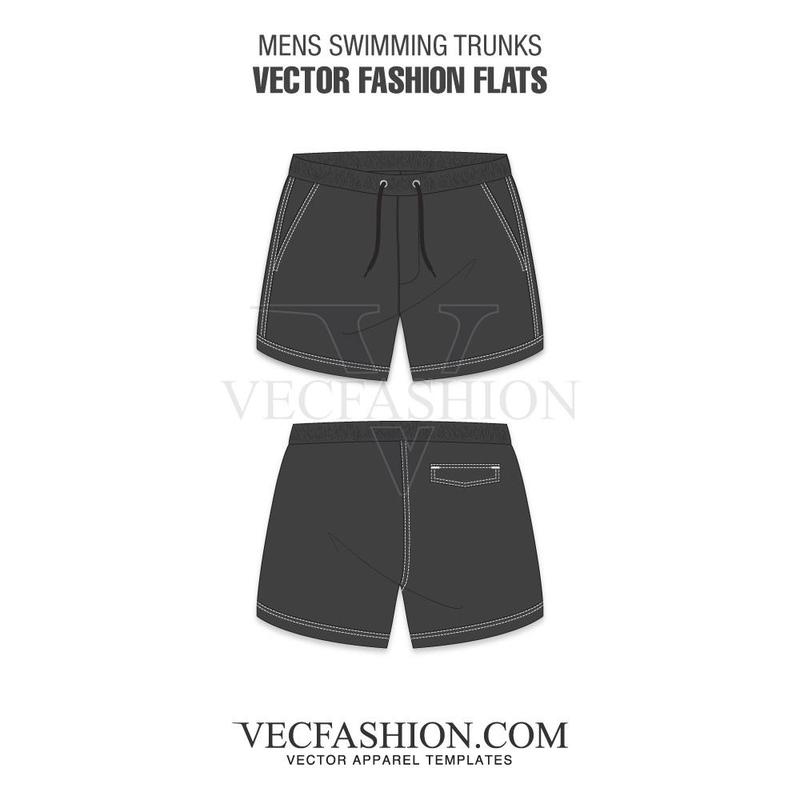 MENS SWIMMING TRUNKS
VECTOR FASHION FLATS
V
VECFASHION
V
VECFASHION.COM
VECTOR APPAREL TEMPLATES